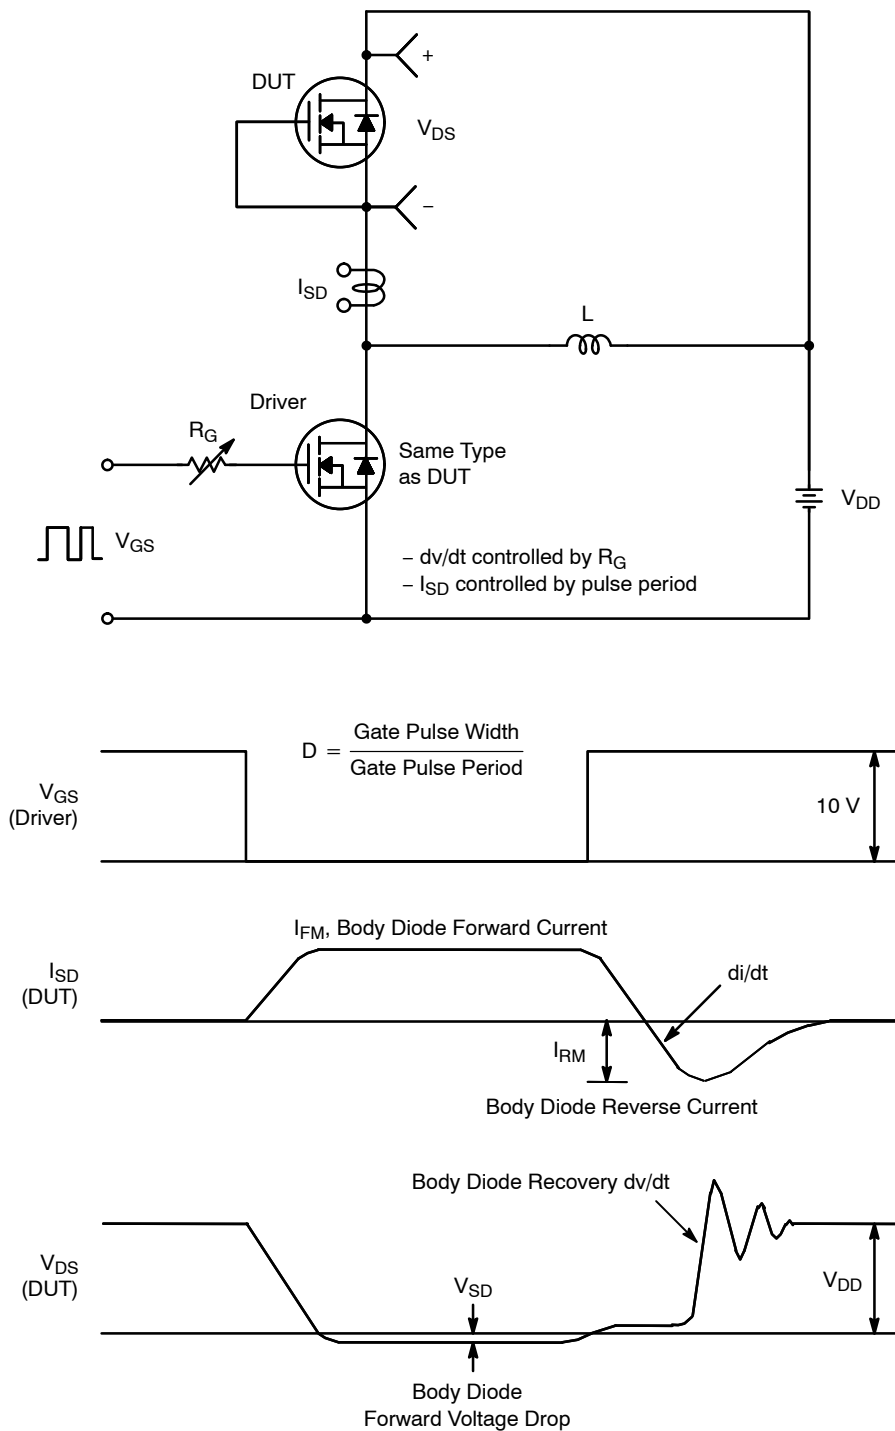 +
DUT
V_DS
−
I_SD
L
Driver
R_G
Same Type
as DUT
V_DD
V_GS
− dv/dt controlled by R_G
− I_SD controlled by pulse period
D = Gate Pulse Width
Gate Pulse Period
V_GS
(Driver)
10 V
I_FM, Body Diode Forward Current
I_SD
(DUT)
di/dt
I_RM
Body Diode Reverse Current
Body Diode Recovery dv/dt
V_DS
(DUT)
V_SD
V_DD
Body Diode
Forward Voltage Drop